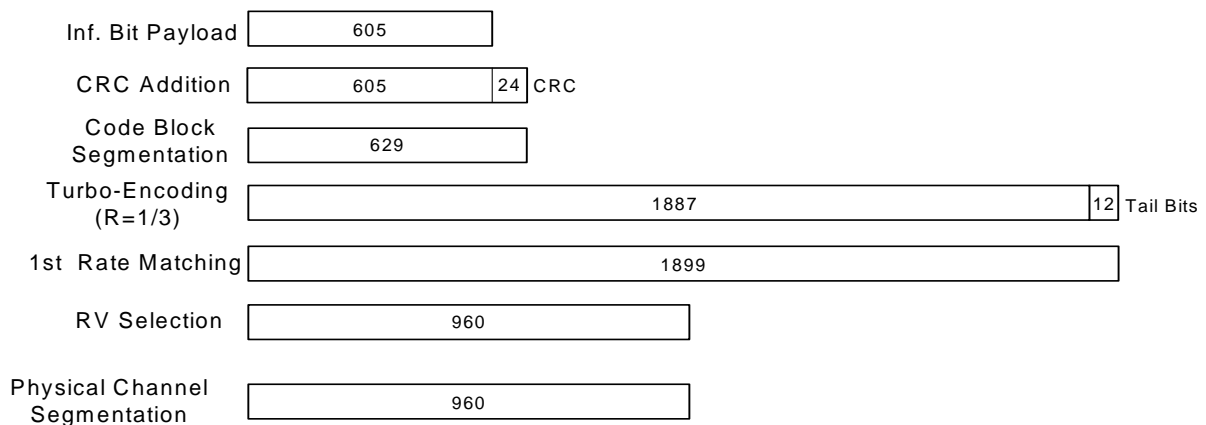 Inf. Bit Payload 605
CRC Addition 605 24 CRC
Code Block
Segmentation 629
Turbo-Encoding
(R=1/3) 1887 12 Tail Bits
1st Rate Matching 1899
RV Selection 960
Physical Channel
Segmentation 960